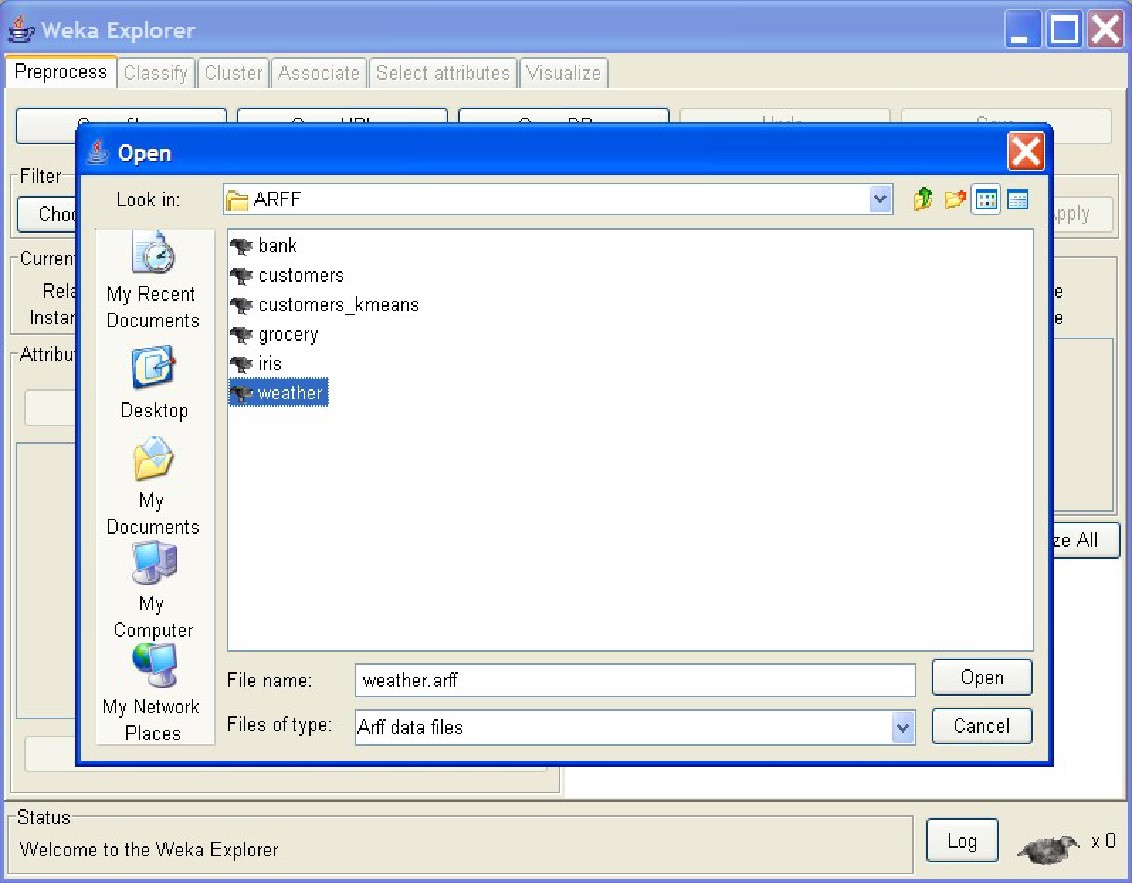 Weka Explorer
Preprocess Classify Cluster Associate Select attributes Visualize
Open
Filter
Look in: ARFF
bank
customers
customers_kmeans
grocery
iris
weather
My Recent
Documents
Desktop
My
Documents
My
Computer
My Network
Places
ze All
File name: weather.arff Open
Files of type: Arff data files Cancel
Status
Welcome to the Weka Explorer
Log x 0